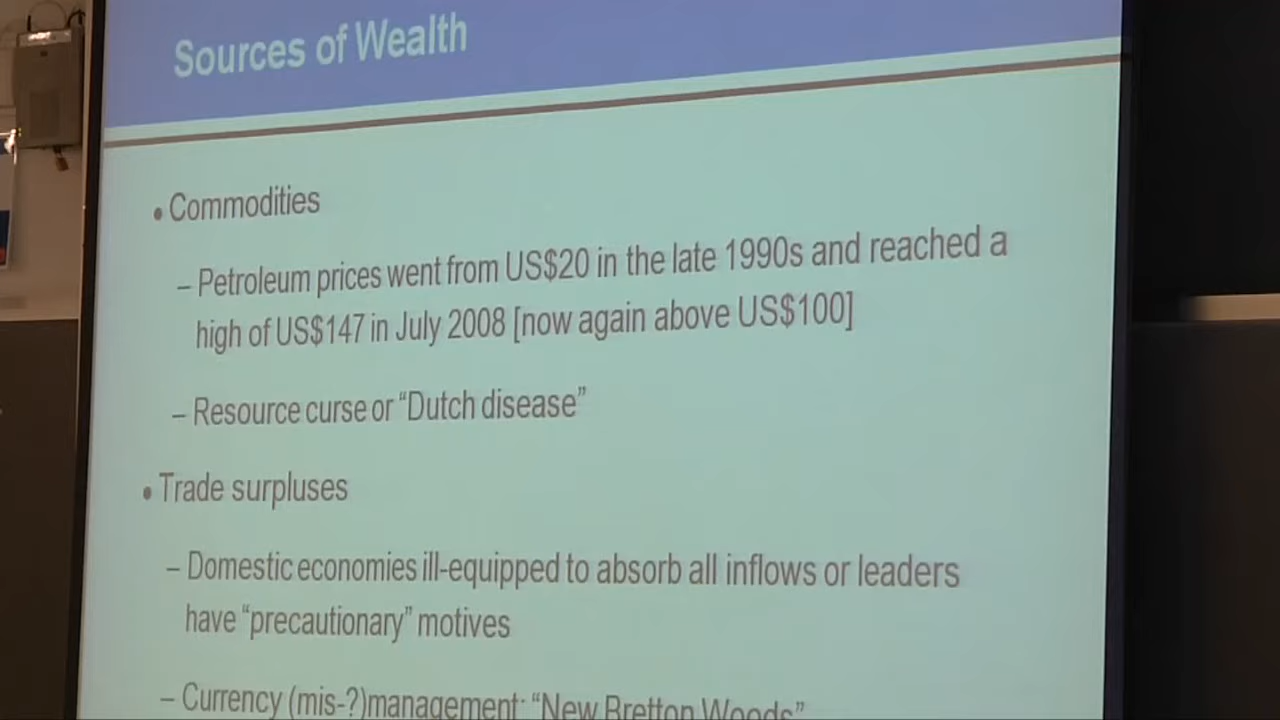 Sources of Wealth
• Commodities
– Petroleum prices went from US$20 in the late 1990s and reached a
high of US$147 in July 2008 [now again above US$100]
– Resource curse or “Dutch disease”
• Trade surpluses
– Domestic economies ill-equipped to absorb all inflows or leaders
have “precautionary” motives
– Currency (mis-?)management: “New Bretton Woods”